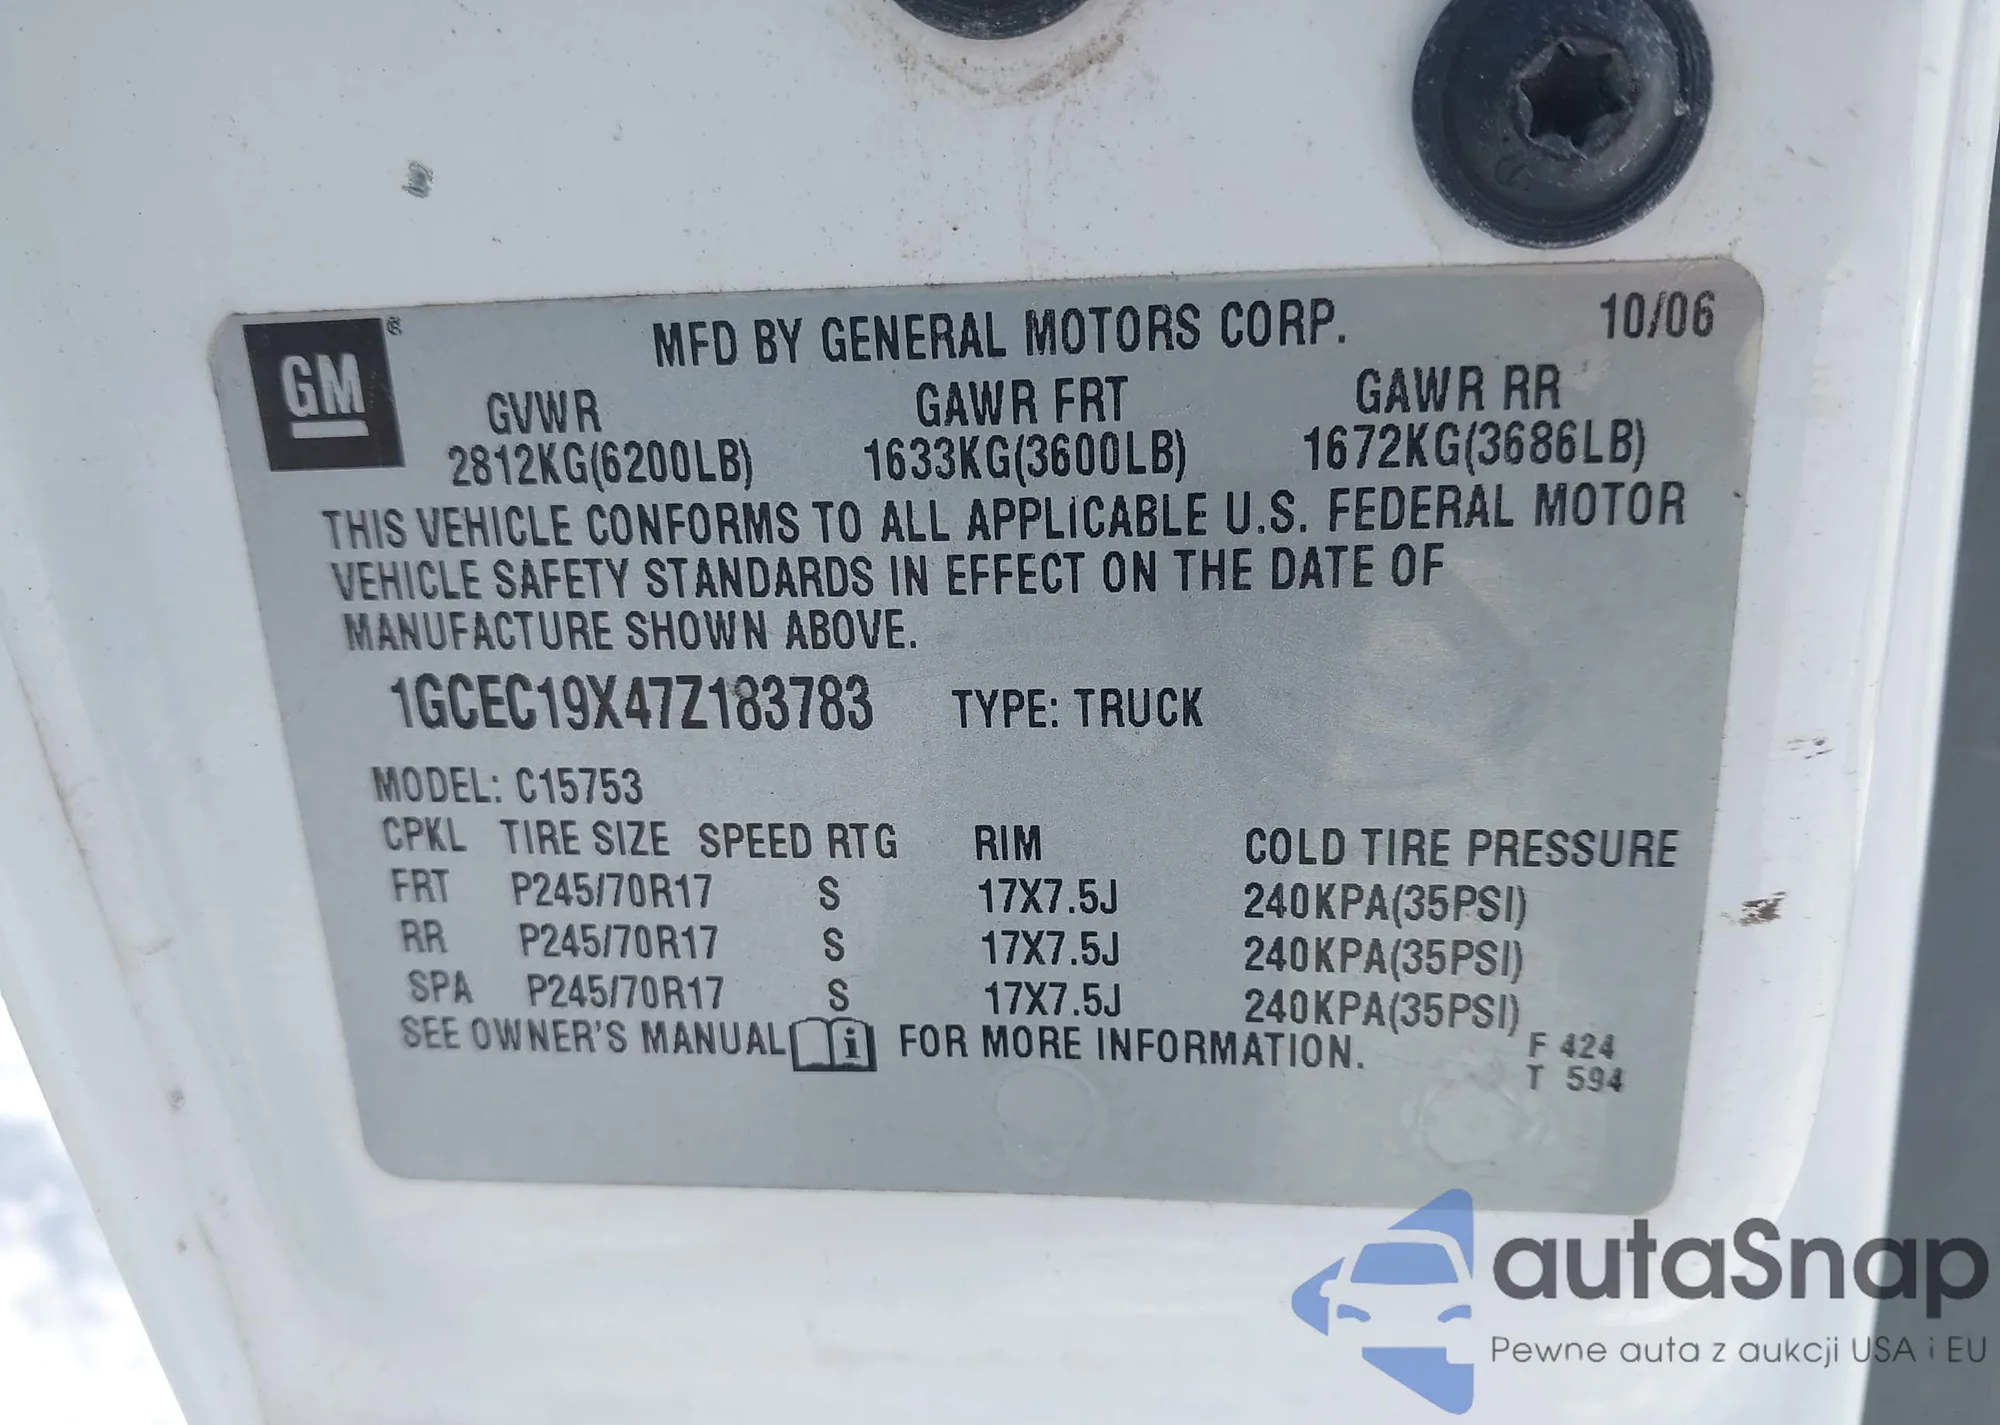 GM ®
MFD BY GENERAL MOTORS CORP. 10/06
GVWR GAWR FRT GAWR RR
2812KG(6200LB) 1633KG(3600LB) 1672KG(3686LB)
THIS VEHICLE CONFORMS TO ALL APPLICABLE U.S. FEDERAL MOTOR
VEHICLE SAFETY STANDARDS IN EFFECT ON THE DATE OF
MANUFACTURE SHOWN ABOVE.
1GCEC19X47Z183783 TYPE: TRUCK
MODEL: C15753
CPKL TIRE SIZE SPEED RTG RIM COLD TIRE PRESSURE
FRT P245/70R17 S 17X7.5J 240KPA(35PSI)
RR P245/70R17 S 17X7.5J 240KPA(35PSI)
SPA P245/70R17 S 17X7.5J 240KPA(35PSI)
SEE OWNER'S MANUAL i FOR MORE INFORMATION.
F 424
T 594
autaSnap
Pewne auta z aukcji USA i EU